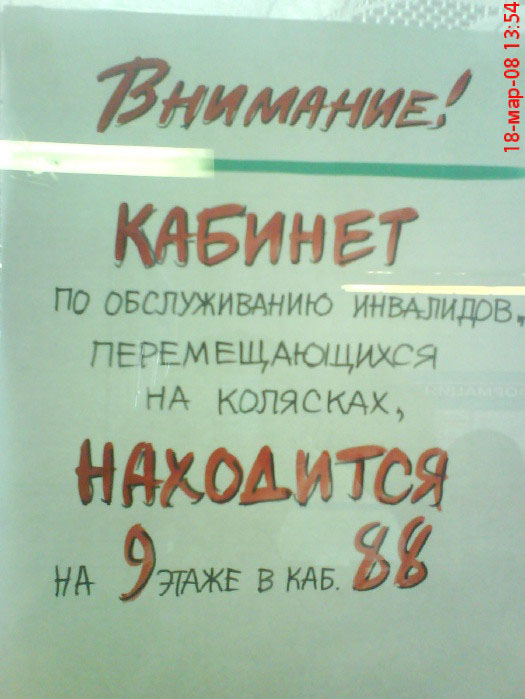 18-мар-08 13:54
Внимание!
КАБИНЕТ
ПО ОБСЛУЖИВАНИЮ ИНВАЛИДОВ,
ПЕРЕМЕЩАЮЩИХСЯ
НА КОЛЯСКАХ,
НАХОДИТСЯ
НА 9 ЭТАЖЕ В КАБ. 88